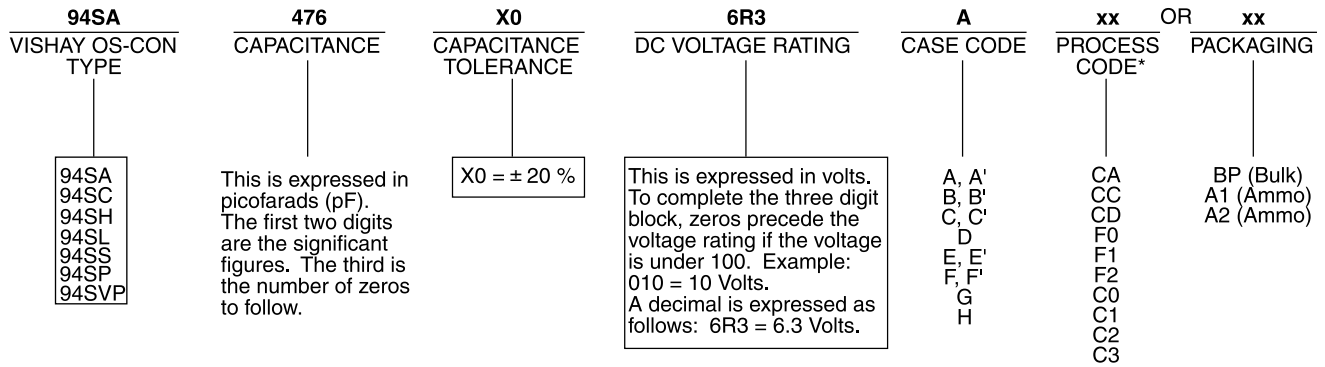 94SA 476 X0 6R3 A xx OR xx
VISHAY OS-CON
TYPE
CAPACITANCE
CAPACITANCE
TOLERANCE
DC VOLTAGE RATING
CASE CODE
PROCESS
CODE*
PACKAGING
94SA
94SC
94SH
94SL
94SS
94SP
94SVP
This is expressed in
picofarads (pF).
The first two digits
are the significant
figures. The third is
the number of zeros
to follow.
X0 = ± 20 %
This is expressed in volts.
To complete the three digit
block, zeros precede the
voltage rating if the voltage
is under 100. Example:
010 = 10 Volts.
A decimal is expressed as
follows: 6R3 = 6.3 Volts.
A, A'
B, B'
C, C'
D
E, E'
F, F'
G
H
CA
CC
CD
F0
F1
F2
C0
C1
C2
C3
BP (Bulk)
A1 (Ammo)
A2 (Ammo)